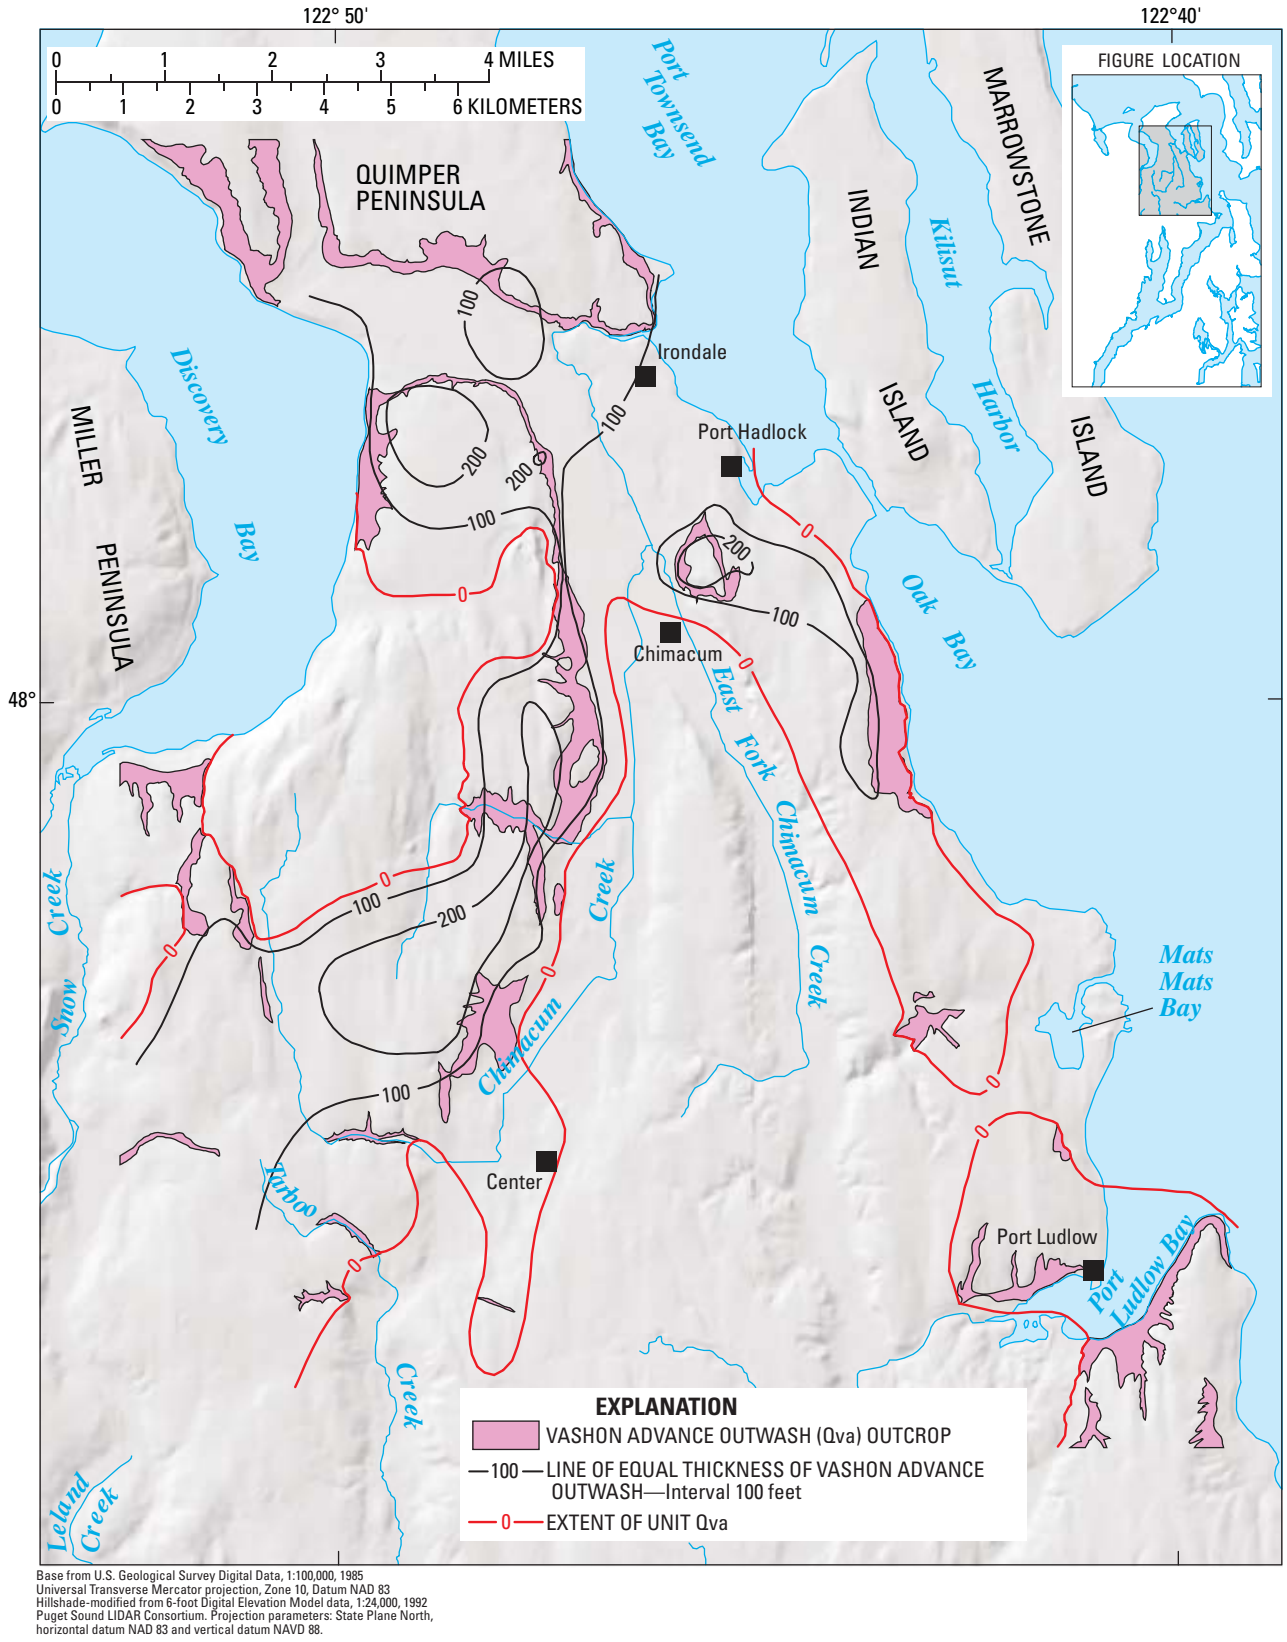 122° 50'
122° 40'
0 1 2 3 4 MILES
0 1 2 3 4 5 6 KILOMETERS
FIGURE LOCATION
Port
Townsend
Bay
MARROWSTONE
ISLAND
QUIMPER
PENINSULA
INDIAN
ISLAND
Kilisut
Harbor
100
Irondale
Discovery
Bay
MILLER
PENINSULA
100
Port Hadlock
200
200
100
0
200
0
100
Oak
Bay
Chimacum
0
48°
East
Fork
Chimacum
Creek
Creek
Snow
0
100
200
Creek
Chimacum
0
0
Mats
Mats
Bay
0
100
0
Center
Tarboo
Creek
0
Port Ludlow
Port
Ludlow Bay
Leland
Creek
EXPLANATION
VASHON ADVANCE OUTWASH (Qva) OUTCROP
100 LINE OF EQUAL THICKNESS OF VASHON ADVANCE
OUTWASH—Interval 100 feet
0 EXTENT OF UNIT Qva
Base from U.S. Geological Survey Digital Data, 1:100,000, 1985
Universal Transverse Mercator projection, Zone 10, Datum NAD 83
Hillshade-modified from 6-foot Digital Elevation Model data, 1:24,000, 1992
Puget Sound LIDAR Consortium. Projection parameters: State Plane North,
horizontal datum NAD 83 and vertical datum NAVD 88.